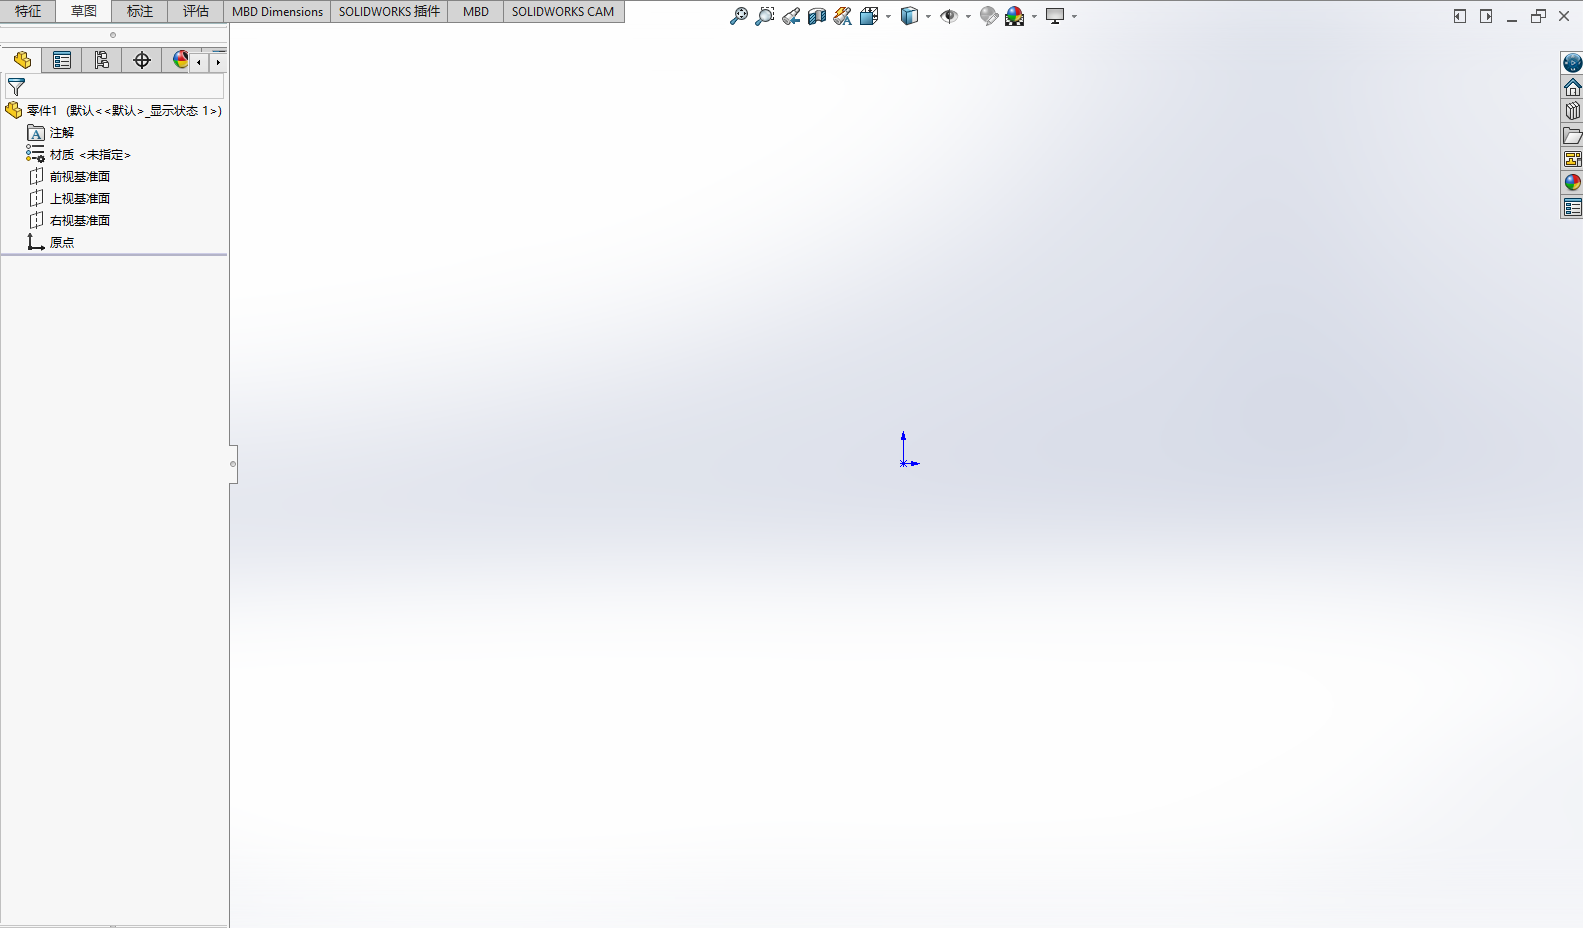 特征 草图 标注 评估 MBD Dimensions SOLIDWORKS 插件 MBD SOLIDWORKS CAM
零件1 (默认<<默认>_显示状态 1>)
A 注解
材质 <未指定>
前视基准面
上视基准面
右视基准面
原点